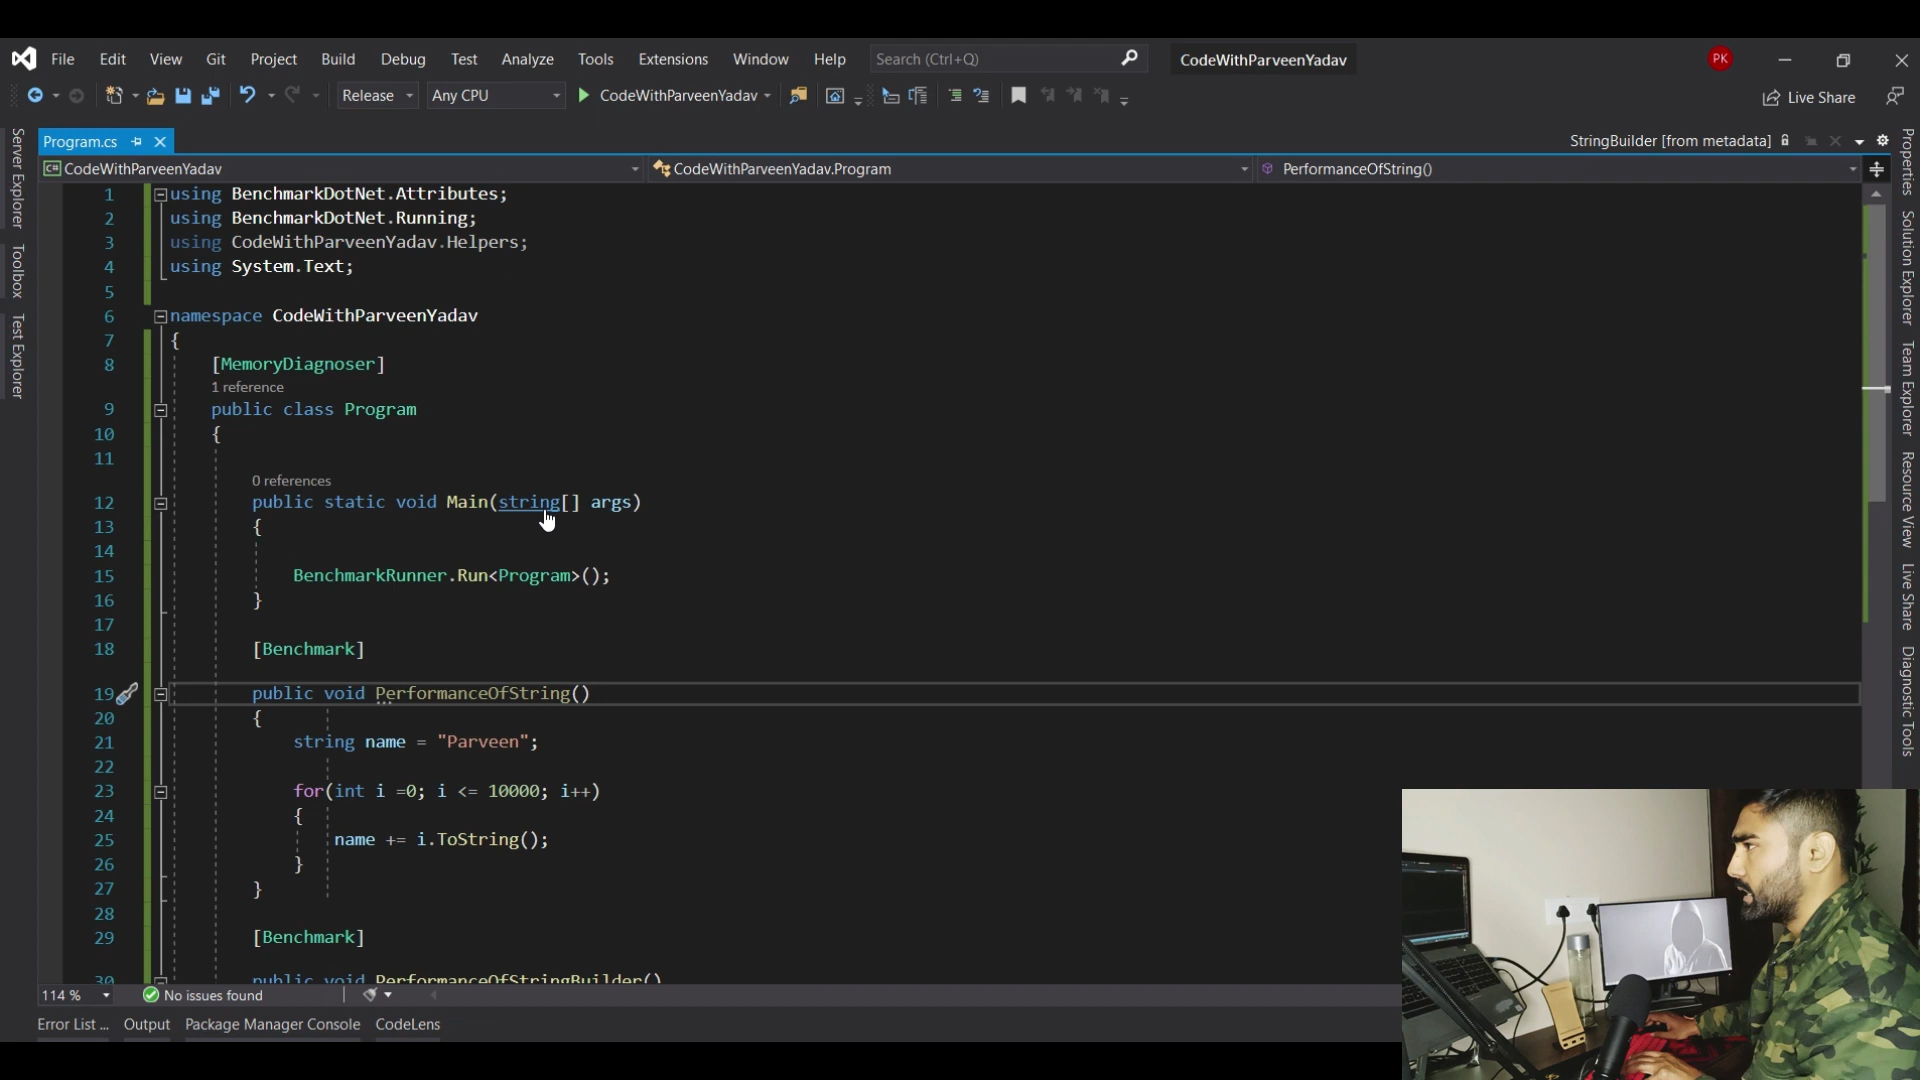 File Edit View Git Project Build Debug Test Analyze Tools Extensions Window Help Search (Ctrl+Q) CodeWithParveenYadav PK
Release Any CPU CodeWithParveenYadav Live Share
Program.cs StringBuilder [from metadata]
C# CodeWithParveenYadav CodeWithParveenYadav.Program PerformanceOfString()
Server Explorer
Toolbox
Test Explorer
1 using BenchmarkDotNet.Attributes;
2 using BenchmarkDotNet.Running;
3 using CodeWithParveenYadav.Helpers;
4 using System.Text;
5
6 namespace CodeWithParveenYadav
7 {
8 [MemoryDiagnoser]
1 reference
9 public class Program
10 {
11
0 references
12 public static void Main(string[] args)
13 {
14
15 BenchmarkRunner.Run<Program>();
16 }
17
18 [Benchmark]
19 public void PerformanceOfString()
20 {
21 string name = "Parveen";
22
23 for(int i =0; i <= 10000; i++)
24 {
25 name += i.ToString();
26 }
27 }
28
29 [Benchmark]
30 public void PerformanceOfStringBuilder()
114 % No issues found
Error List ... Output Package Manager Console CodeLens
Properties
Solution Explorer
Team Explorer
Resource View
Live Share
Diagnostic Tools